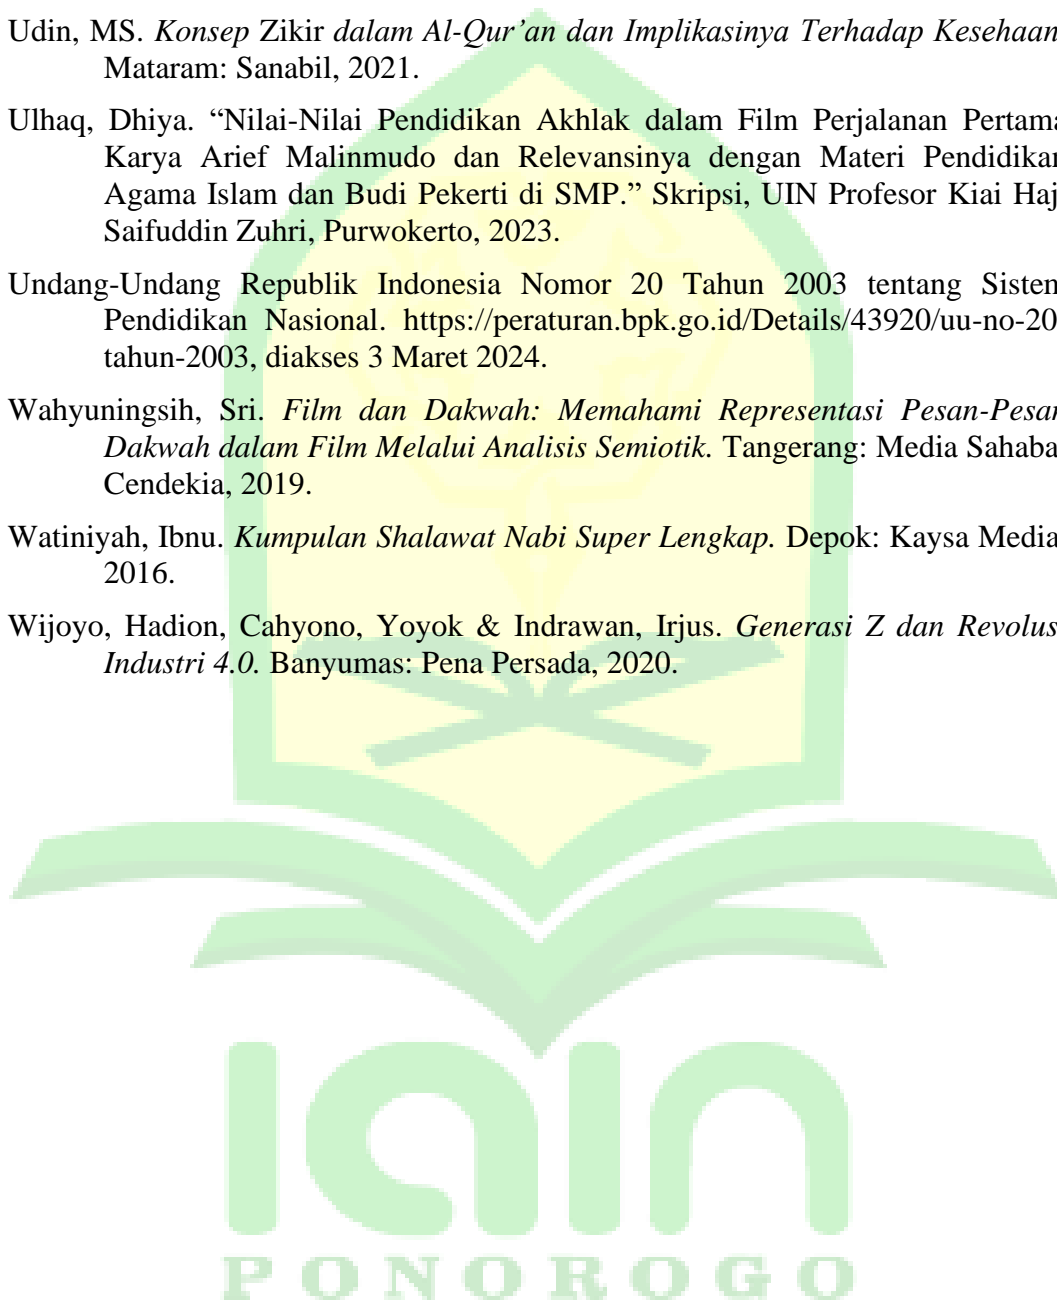 Udin, MS. Konsep Zikir dalam Al-Qur’an dan Implikasinya Terhadap Kesehaan
Mataram: Sanabil, 2021.
Ulhaq, Dhiya. “Nilai-Nilai Pendidikan Akhlak dalam Film Perjalanan Pertama
Karya Arief Malinmudo dan Relevansinya dengan Materi Pendidikan
Agama Islam dan Budi Pekerti di SMP.” Skripsi, UIN Profesor Kiai Haj
Saifuddin Zuhri, Purwokerto, 2023.
Undang-Undang Republik Indonesia Nomor 20 Tahun 2003 tentang Sistem
Pendidikan Nasional. https://peraturan.bpk.go.id/Details/43920/uu-no-20
tahun-2003, diakses 3 Maret 2024.
Wahyuningsih, Sri. Film dan Dakwah: Memahami Representasi Pesan-Pesan
Dakwah dalam Film Melalui Analisis Semiotik. Tangerang: Media Sahaba
Cendekia, 2019.
Watiniyah, Ibnu. Kumpulan Shalawat Nabi Super Lengkap. Depok: Kaysa Media
2016.
Wijoyo, Hadion, Cahyono, Yoyok & Indrawan, Irjus. Generasi Z dan Revolus
Industri 4.0. Banyumas: Pena Persada, 2020.
iain
PONOROGO